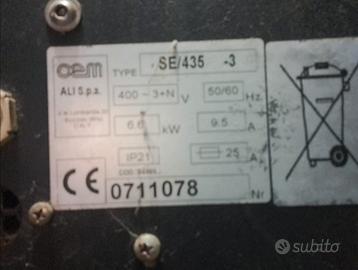 oem
TYPE SE/435 -3
ALI S.p.a.
400 ~ 3+N V 50/60 Hz
6.6 kW 9.5 A
IP21 25 A
CE 0711078 Nr
subito